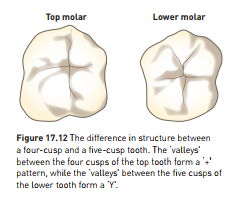 Top molar Lower molar
Figure 17.12 The difference in structure between
a four-cusp and a five-cusp tooth. The 'valleys'
between the four cusps of the top tooth form a '+'
pattern, while the 'valleys' between the five cusps of
the lower tooth form a 'Y'.